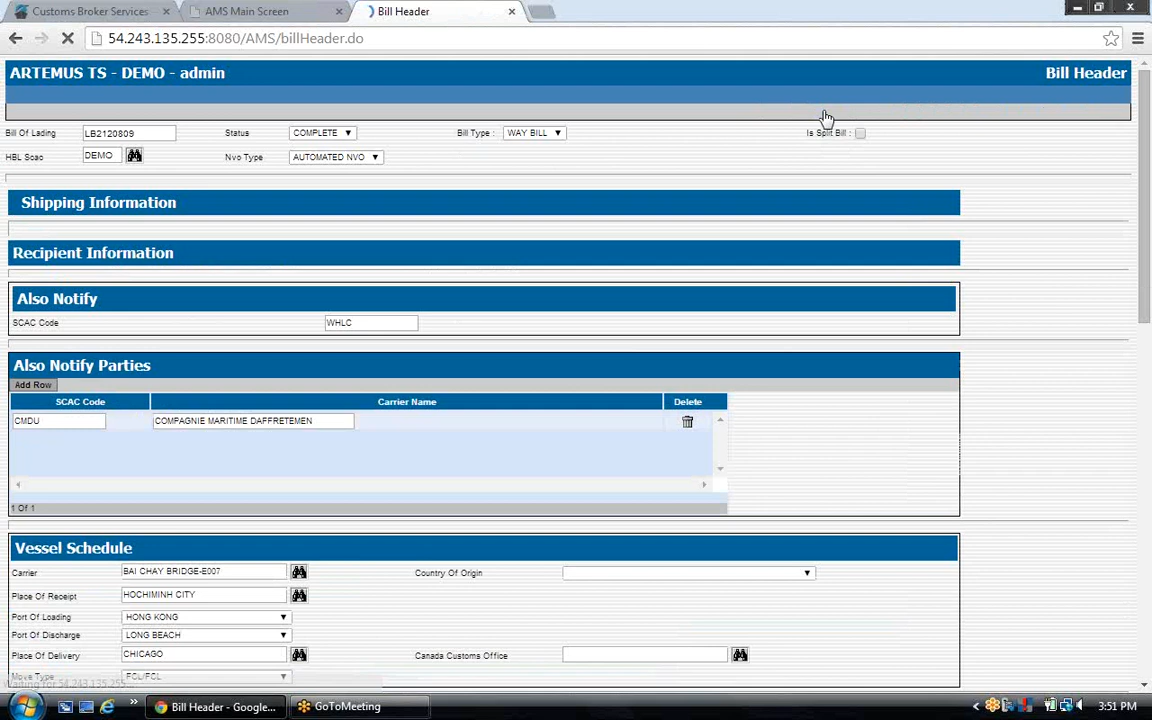 Customs Broker Services
AMS Main Screen
Bill Header
54.243.135.255:8080/AMS/billHeader.do
ARTEMUS TS - DEMO - admin
Bill Header
Bill Of Lading
LB2120809
Status
COMPLETE
Bill Type :
WAY BILL
Is Split Bill :
HBL Scac
DEMO
Nvo Type
AUTOMATED NVO
Shipping Information
Recipient Information
Also Notify
SCAC Code
WHLC
Also Notify Parties
Add Row
SCAC Code
Carrier Name
Delete
CMDU
COMPAGNIE MARITIME DAFFRETEMEN
1 Of 1
Vessel Schedule
Carrier
BAI CHAY BRIDGE-E007
Country Of Origin
Place Of Receipt
HOCHIMINH CITY
Port Of Loading
HONG KONG
Port Of Discharge
LONG BEACH
Place Of Delivery
CHICAGO
Canada Customs Office
Move Type
FCL/FCL
Waiting for 54.243.135.255...
Bill Header - Google...
GoToMeeting
3:51 PM